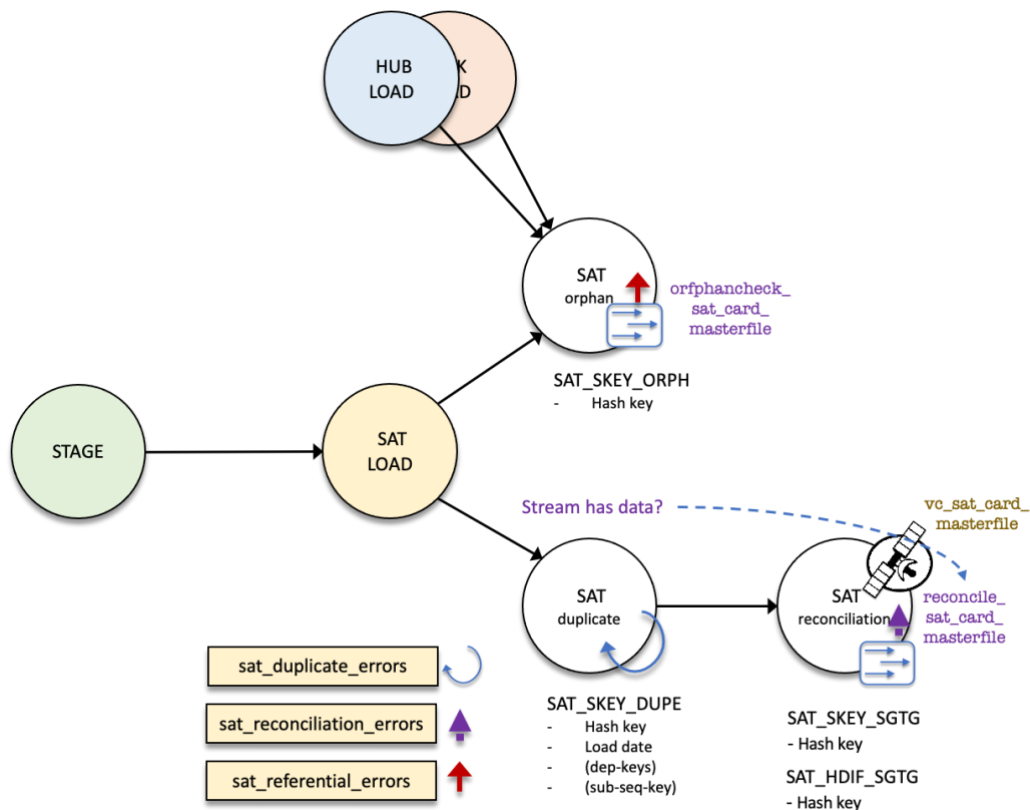 HUB
LOAD
K
D
SAT
orphan
orfphancheck_
sat_card_
masterfile
SAT_SKEY_ORPH
- Hash key
STAGE
SAT
LOAD
Stream has data?
vc_sat_card_
masterfile
SAT
duplicate
SAT
reconciliation
reconcile_
sat_card_
masterfile
sat_duplicate_errors
sat_reconciliation_errors
sat_referential_errors
SAT_SKEY_DUPE
- Hash key
- Load date
- (dep-keys)
- (sub-seq-key)
SAT_SKEY_SGTG
- Hash key
SAT_HDIF_SGTG
- Hash key